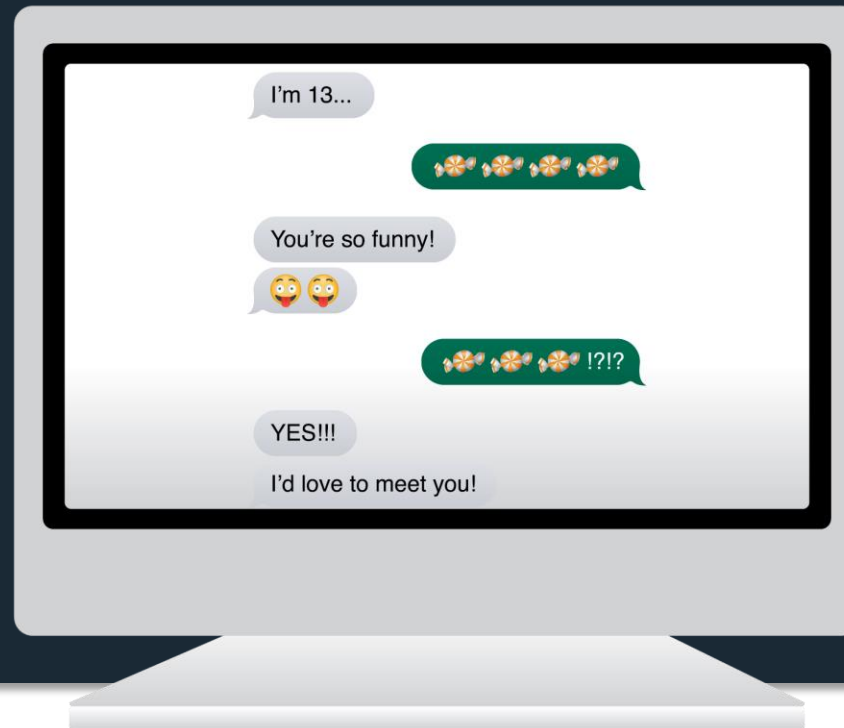 I'm 13...
🍬🍬🍬🍬
You're so funny!
😜😜
🍬🍬🍬 !?!?
YES!!!
I'd love to meet you!